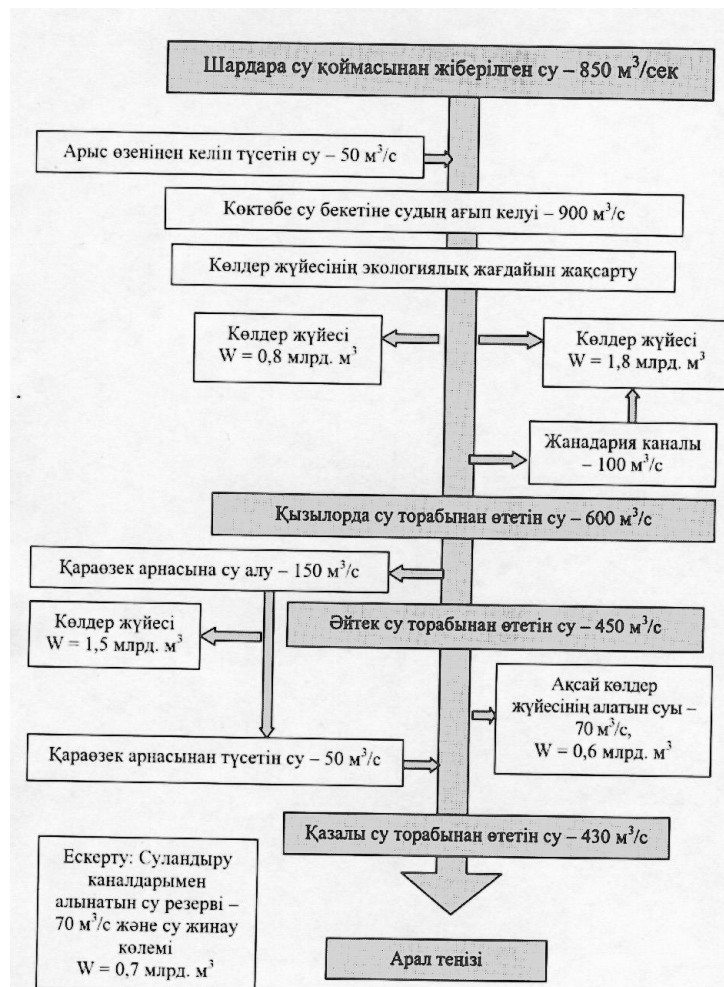 Шардара су қоймасынан жіберілген су – 850 м³/сек
Арыс өзенінен келіп түсетін су – 50 м³/с
Көктөбе су бекетіне судың ағып келуі – 900 м³/с
Көлдер жүйесінің экологиялық жағдайын жақсарту
Көлдер жүйесі
W = 0,8 млрд. м³
Көлдер жүйесі
W = 1,8 млрд. м³
Жанадария каналы
– 100 м³/с
Қызылорда су торабынан өтетін су – 600 м³/с
Қараөзек арнасына су алу – 150 м³/с
Көлдер жүйесі
W = 1,5 млрд. м³
Әйтек су торабынан өтетін су – 450 м³/с
Ақсай көлдер
жүйесінің алатын суы –
70 м³/с,
W = 0,6 млрд. м³
Қараөзек арнасынан түсетін су – 50 м³/с
Қазалы су торабынан өтетін су – 430 м³/с
Ескерту: Суландыру
каналдарымен
алынатын су резерві –
70 м³/с және су жинау
көлемі
W = 0,7 млрд. м³
Арал теңізі